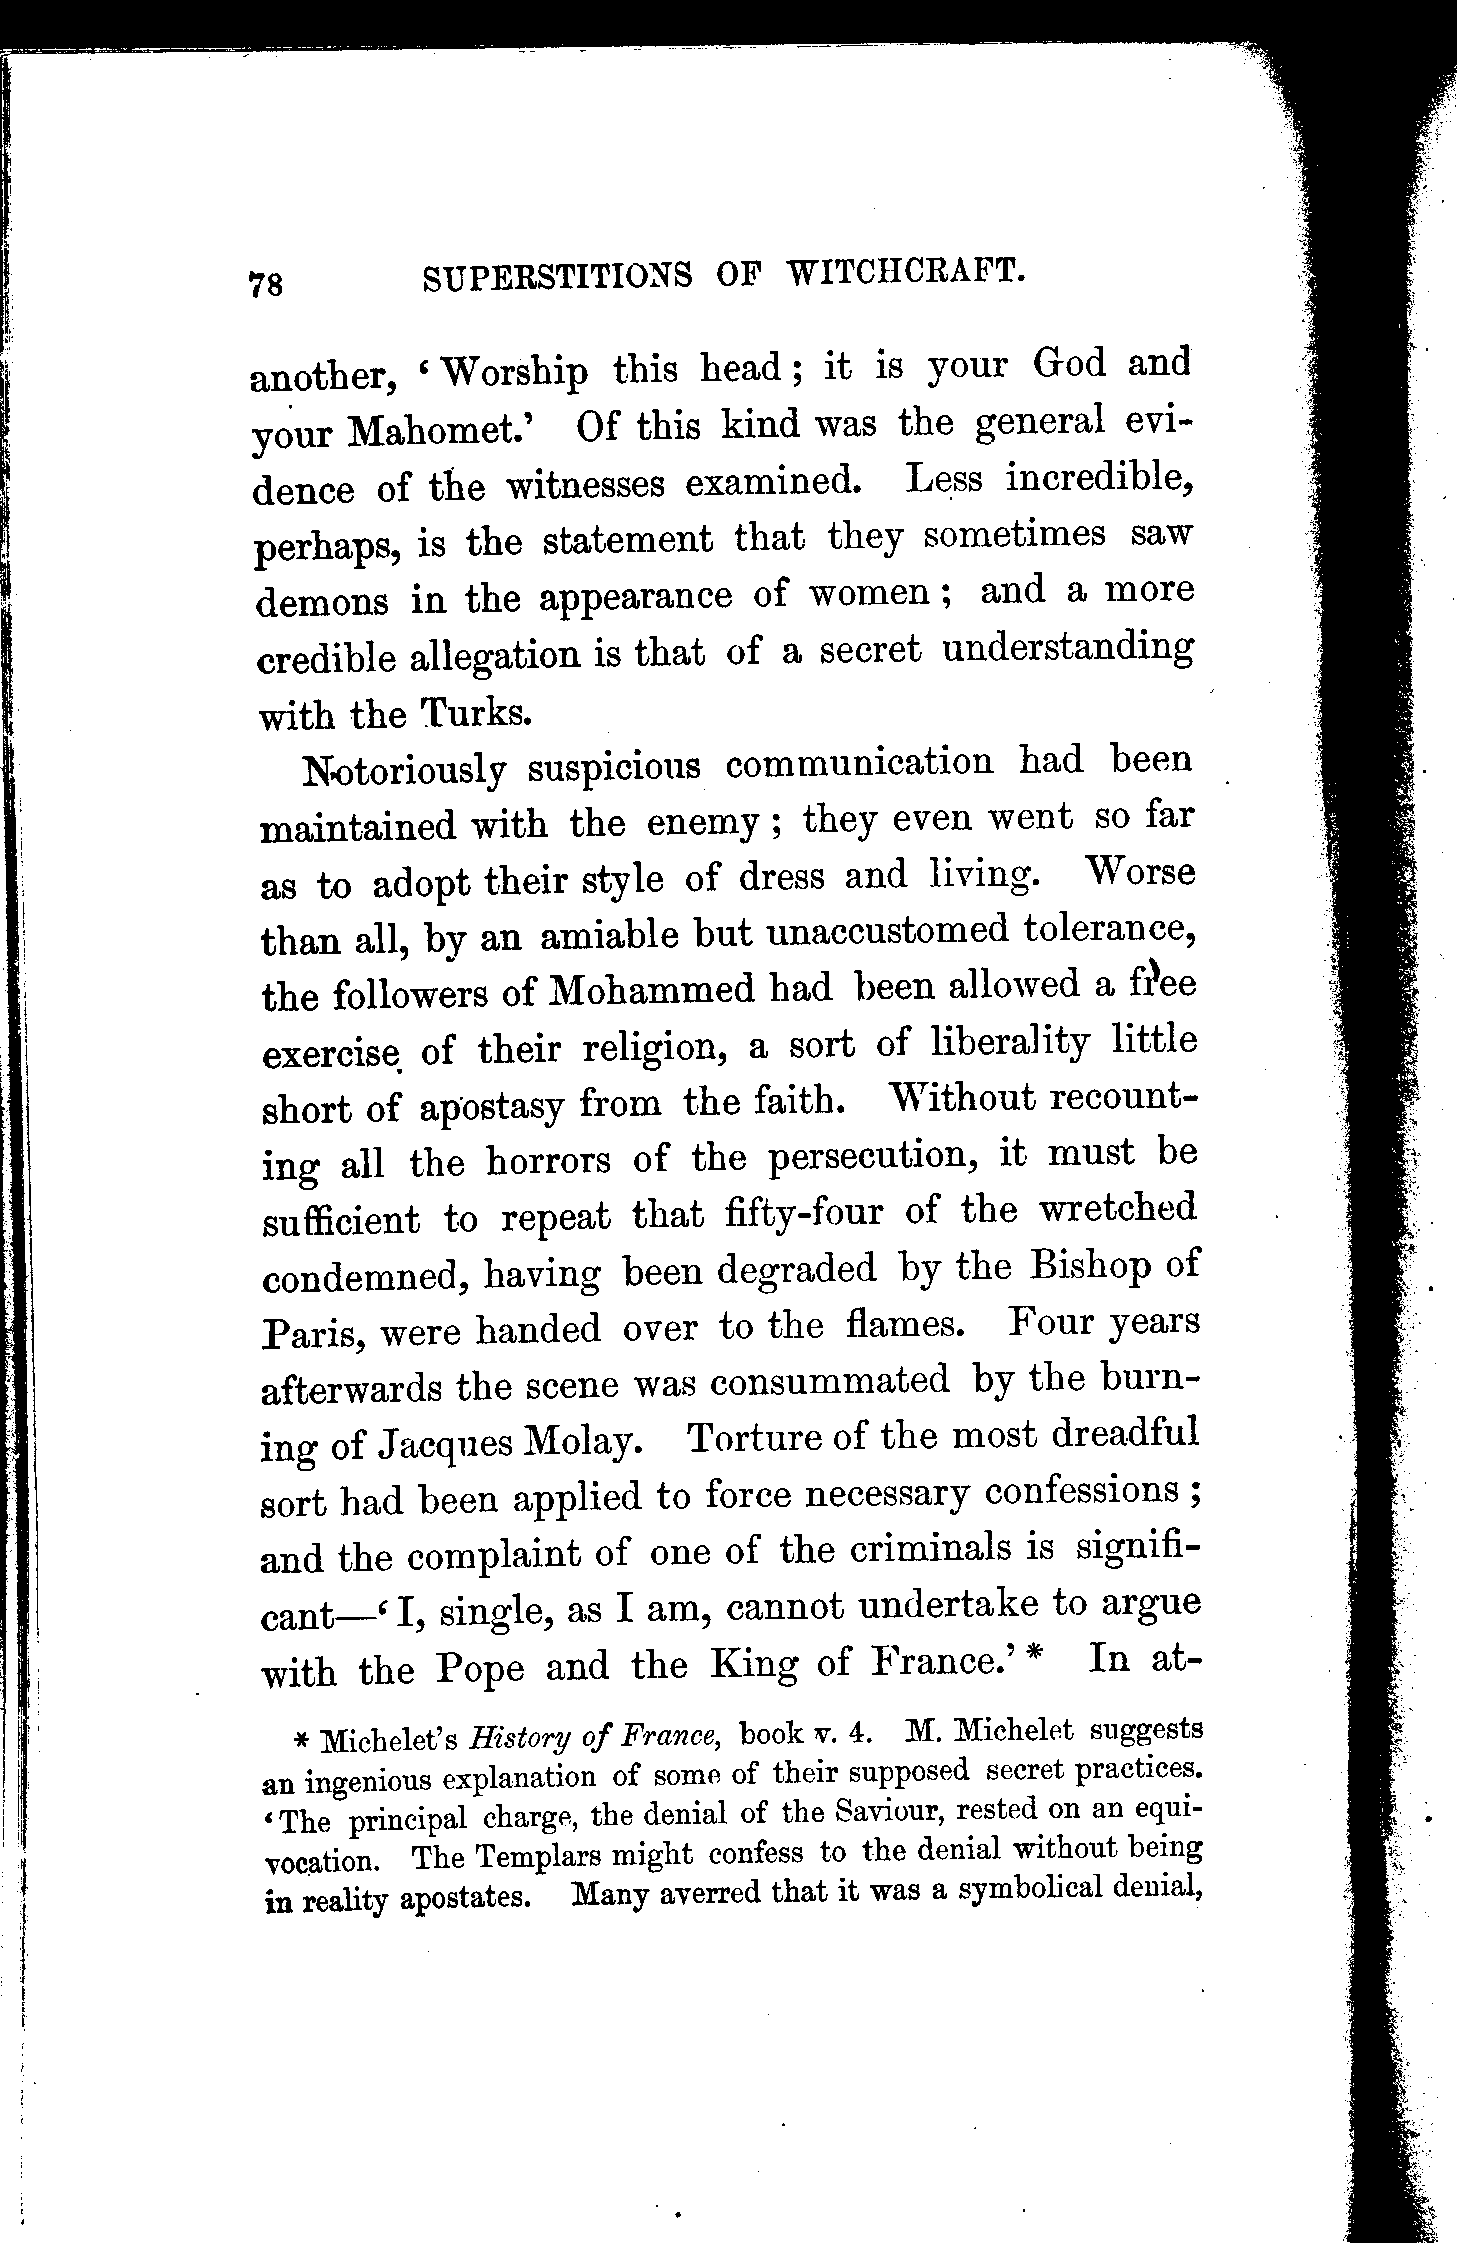 78 SUPERSTITIONS OF WITCHCRAFT.
another, ‘Worship this head; it is your God and
your Mahomet.’ Of this kind was the general evi-
dence of the witnesses examined. Less incredible,
perhaps, is the statement that they sometimes saw
demons in the appearance of women; and a more
credible allegation is that of a secret understanding
with the Turks.
Notoriously suspicious communication had been
maintained with the enemy; they even went so far
as to adopt their style of dress and living. Worse
than all, by an amiable but unaccustomed tolerance,
the followers of Mohammed had been allowed a free
exercise of their religion, a sort of liberality little
short of apostasy from the faith. Without recount-
ing all the horrors of the persecution, it must be
sufficient to repeat that fifty-four of the wretched
condemned, having been degraded by the Bishop of
Paris, were handed over to the flames. Four years
afterwards the scene was consummated by the burn-
ing of Jacques Molay. Torture of the most dreadful
sort had been applied to force necessary confessions;
and the complaint of one of the criminals is signifi-
cant—‘I, single, as I am, cannot undertake to argue
with the Pope and the King of France.’* In at-
* Michelet’s History of France, book v. 4. M. Michelet suggests
an ingenious explanation of some of their supposed secret practices.
‘The principal charge, the denial of the Saviour, rested on an equi-
vocation. The Templars might confess to the denial without being
in reality apostates. Many averred that it was a symbolical denial,